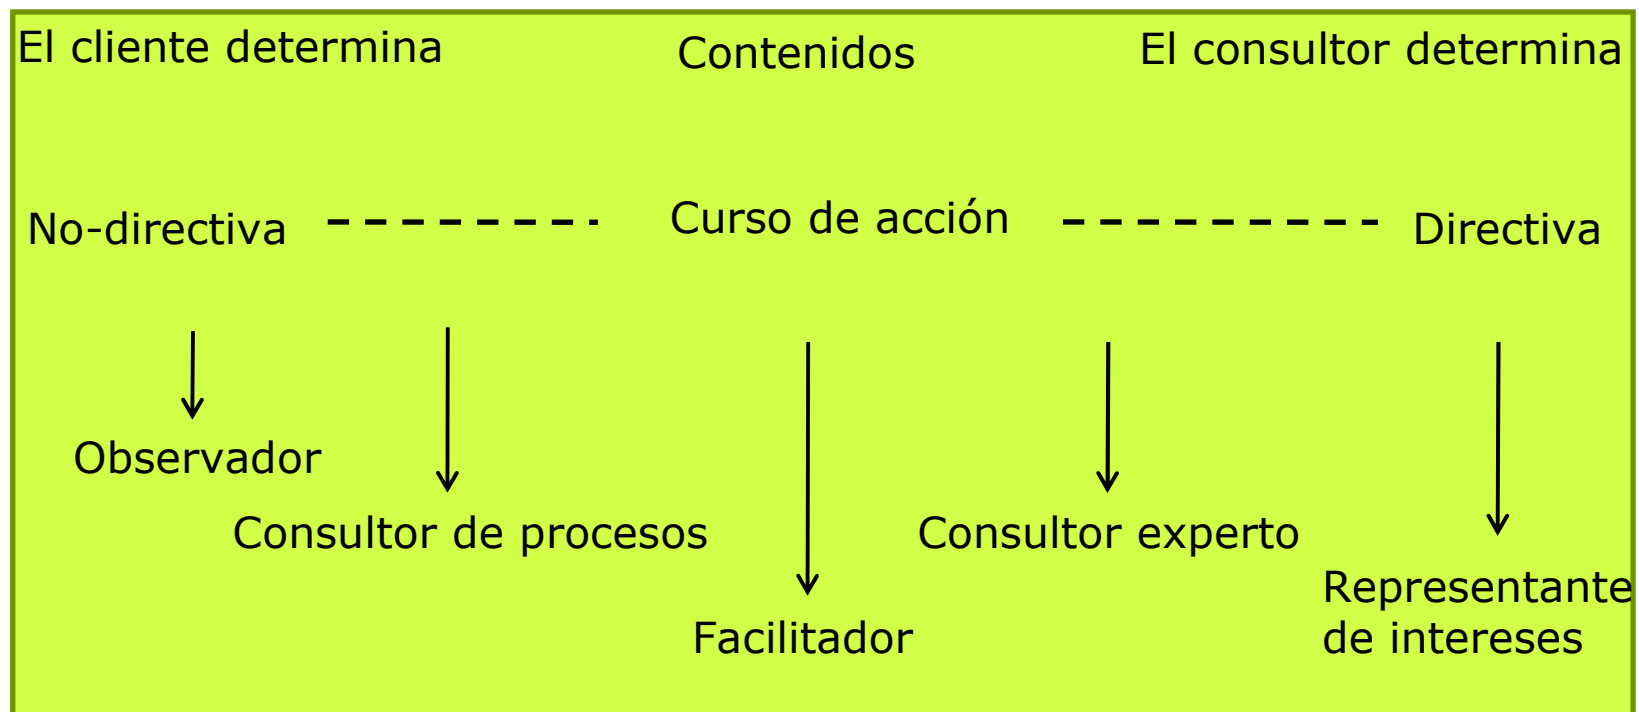 El cliente determina
Contenidos
El consultor determina
No-directiva
Curso de acción
Directiva
Observador
Consultor de procesos
Consultor experto
Facilitador
Representante
de intereses